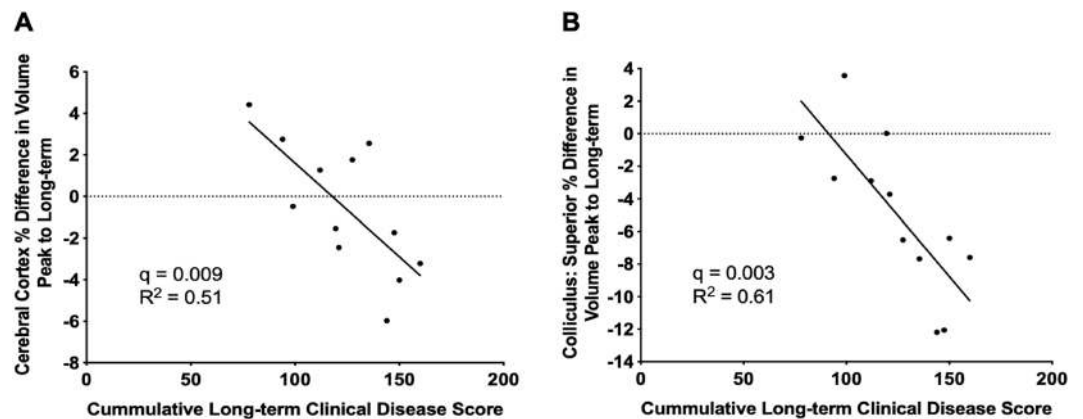 A
Cerebral Cortex % Difference in Volume
Peak to Long-term
6
4
2
0
-2
-4
-6
-8
q = 0.009
R² = 0.51
0
50
100
150
200
Cummulative Long-term Clinical Disease Score
B
Colliculus: Superior % Difference in
Volume Peak to Long-term
4
2
0
-2
-4
-6
-8
-10
-12
-14
q = 0.003
R² = 0.61
0
50
100
150
200
Cummulative Long-term Clinical Disease Score